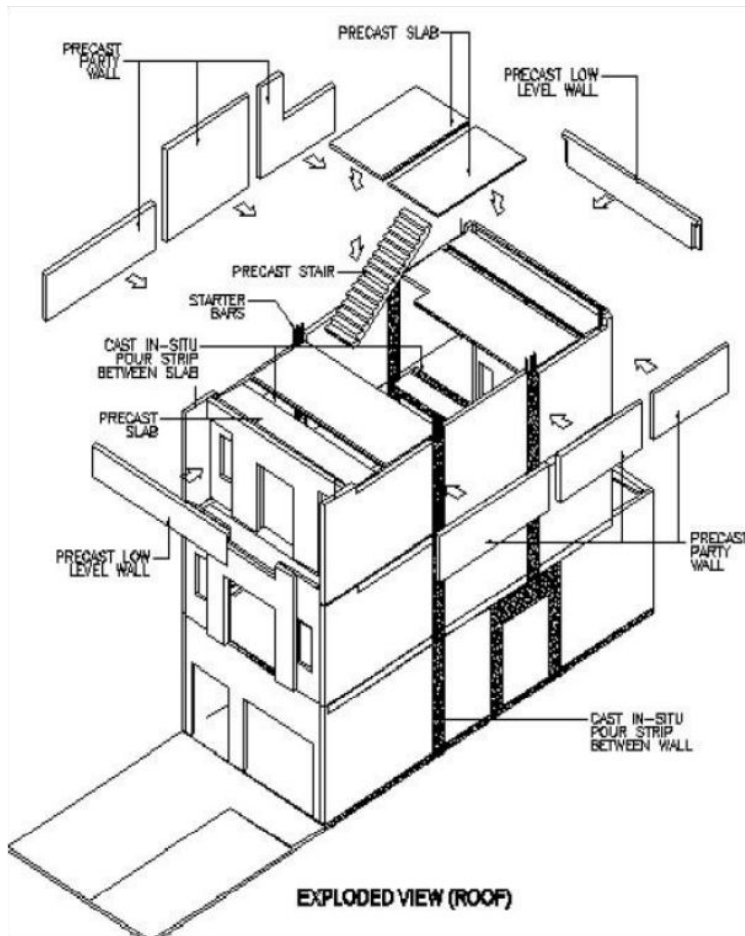 PRECAST SLAB
PRECAST
PARTY
WALL
PRECAST LOW
LEVEL WALL
PRECAST STAIR
STARTER
BARS
CAST IN-SITU
POUR STRIP
BETWEEN SLAB
PRECAST
SLAB
PRECAST LOW
LEVEL WALL
PRECAST
PARTY
WALL
CAST IN-SITU
POUR STRIP
BETWEEN WALL
EXPLODED VIEW (ROOF)